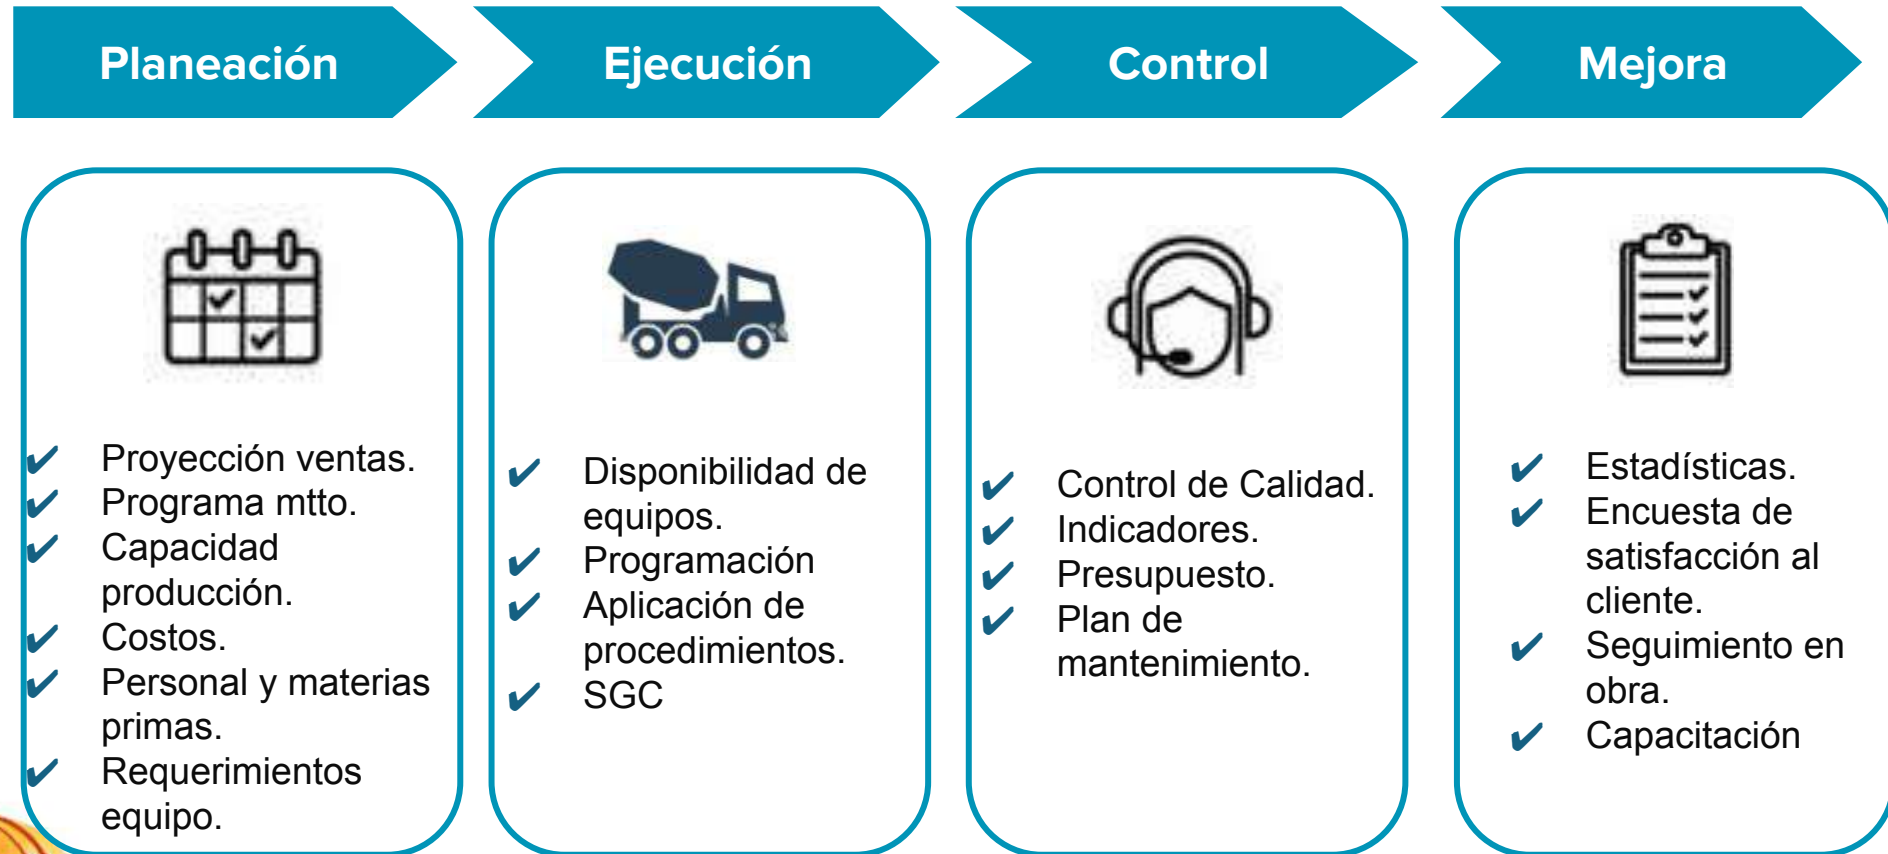 Planeación
Ejecución
Control
Mejora
✔ Proyección ventas.
✔ Programa mtto.
✔ Capacidad
producción.
✔ Costos.
✔ Personal y materias
primas.
✔ Requerimientos
equipo.
✔ Disponibilidad de
equipos.
✔ Programación
✔ Aplicación de
procedimientos.
✔ SGC
✔ Control de Calidad.
✔ Indicadores.
✔ Presupuesto.
✔ Plan de
mantenimiento.
✔ Estadísticas.
✔ Encuesta de
satisfacción al
cliente.
✔ Seguimiento en
obra.
✔ Capacitación